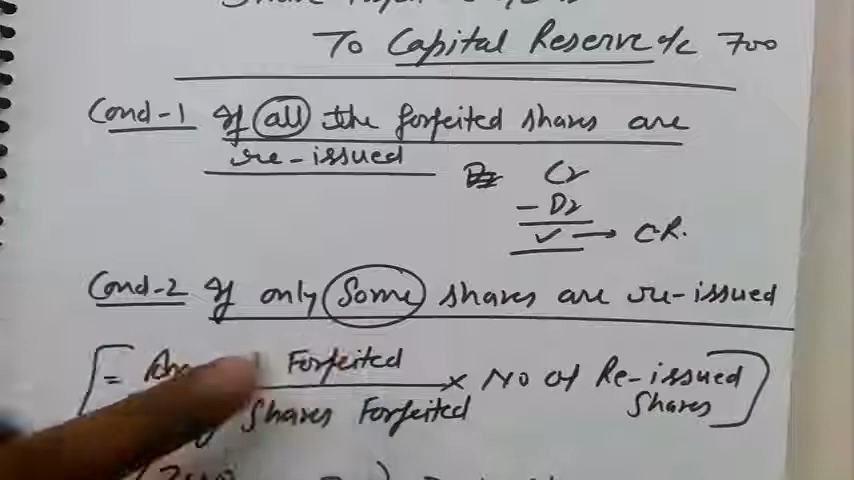 To Capital Reserve a/c 700
Cond-1 If all the forfeited shares are
re-issued
Cr
- Dr
✓ → C.R.
Cond-2 If only Some shares are re-issued
[= Forfeited × No of Re-issued
Shares Forfeited Shares]